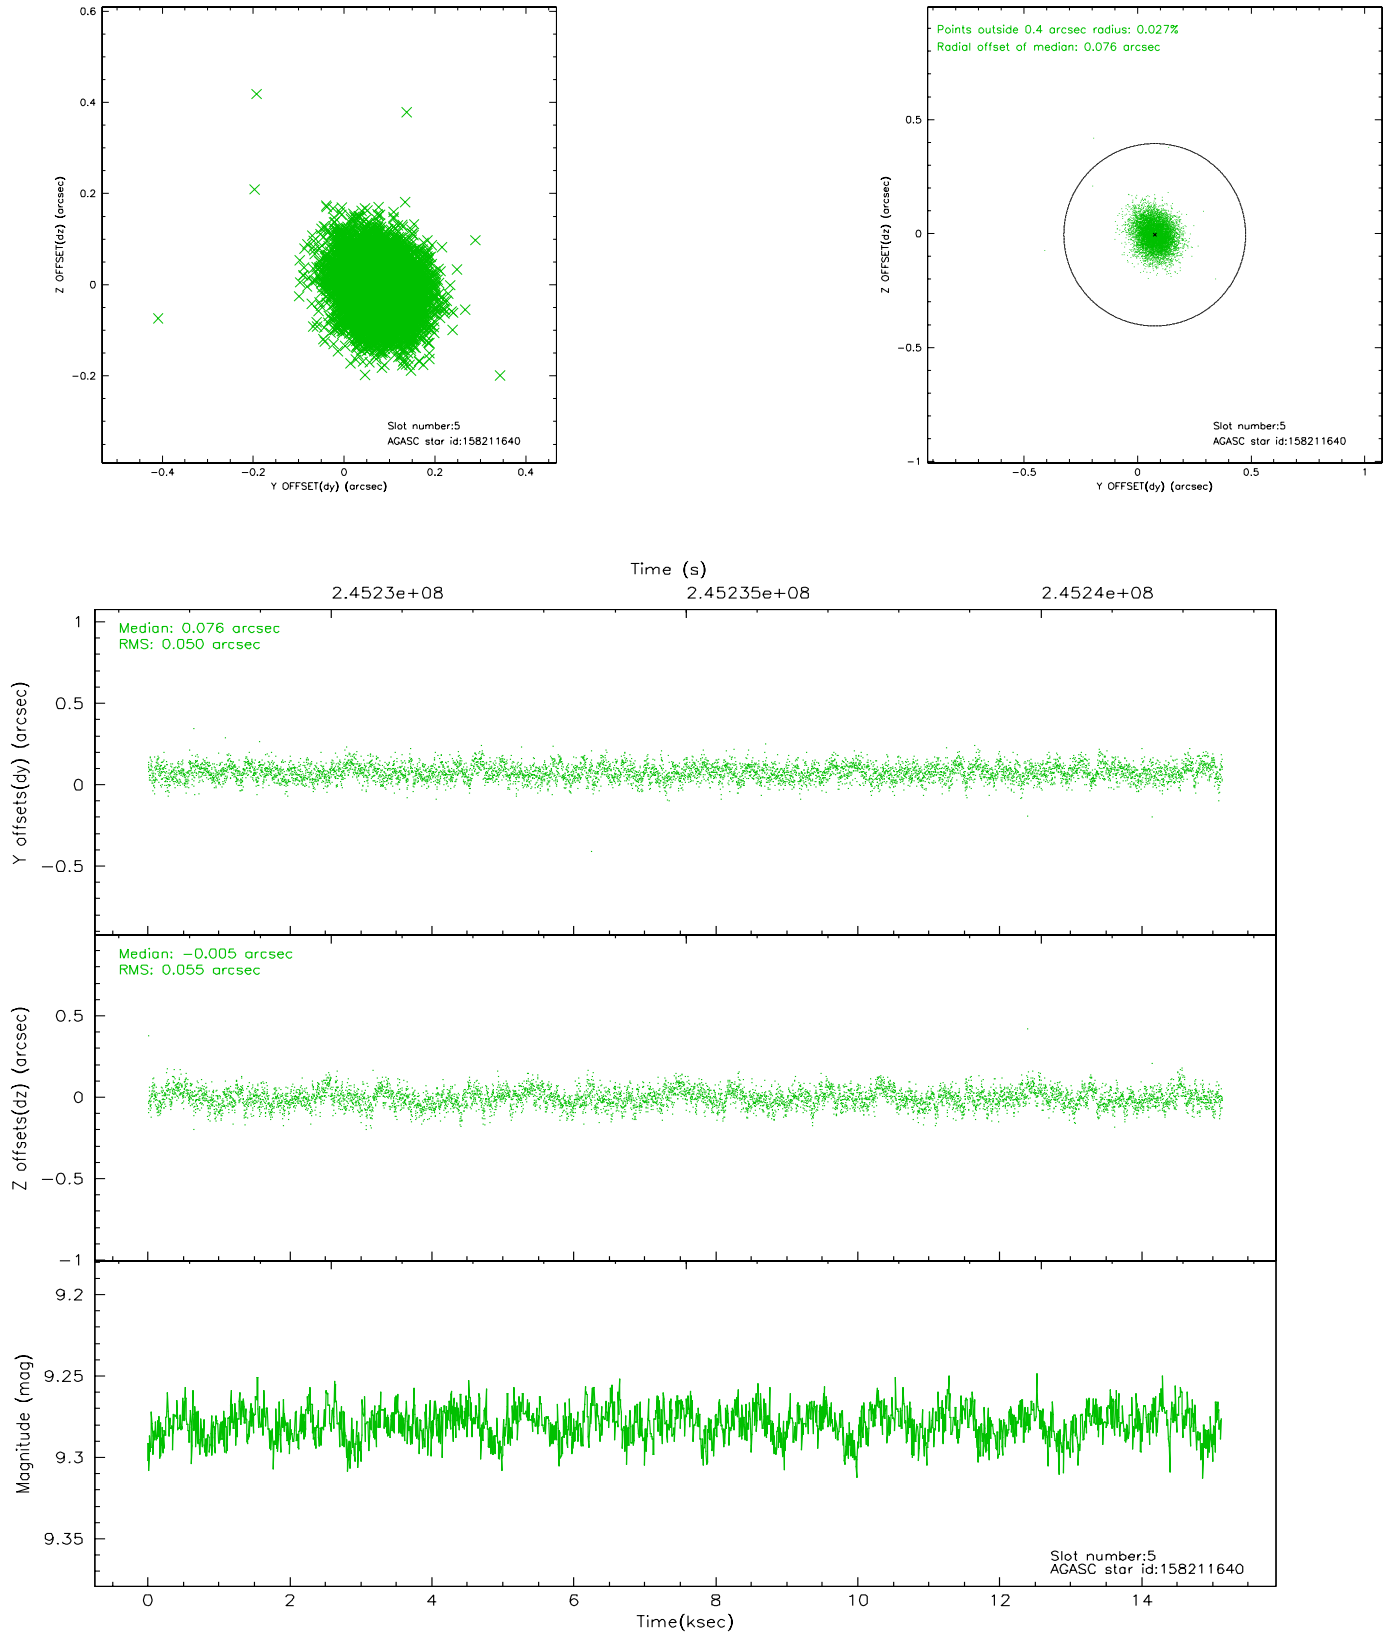 0.6
0.4
0.2
0
−0.2
Z OFFSET(dz) (arcsec)
Slot number:5
AGASC star id:158211640
−0.4
−0.2
0
0.2
0.4
Y OFFSET(dy) (arcsec)
Points outside 0.4 arcsec radius: 0.027%
Radial offset of median: 0.076 arcsec
0.5
0
−0.5
−1
Z OFFSET(dz) (arcsec)
Slot number:5
AGASC star id:158211640
−0.5
0
0.5
1
Y OFFSET(dy) (arcsec)
Time (s)
2.4523e+08
2.45235e+08
2.4524e+08
Median: 0.076 arcsec
RMS: 0.050 arcsec
1
0.5
0
−0.5
Y offsets(dy) (arcsec)
Median: −0.005 arcsec
RMS: 0.055 arcsec
0.5
0
−0.5
−1
Z offsets(dz) (arcsec)
9.2
9.25
9.3
9.35
Magnitude (mag)
Slot number:5
AGASC star id:158211640
0
2
4
6
8
10
12
14
Time(ksec)